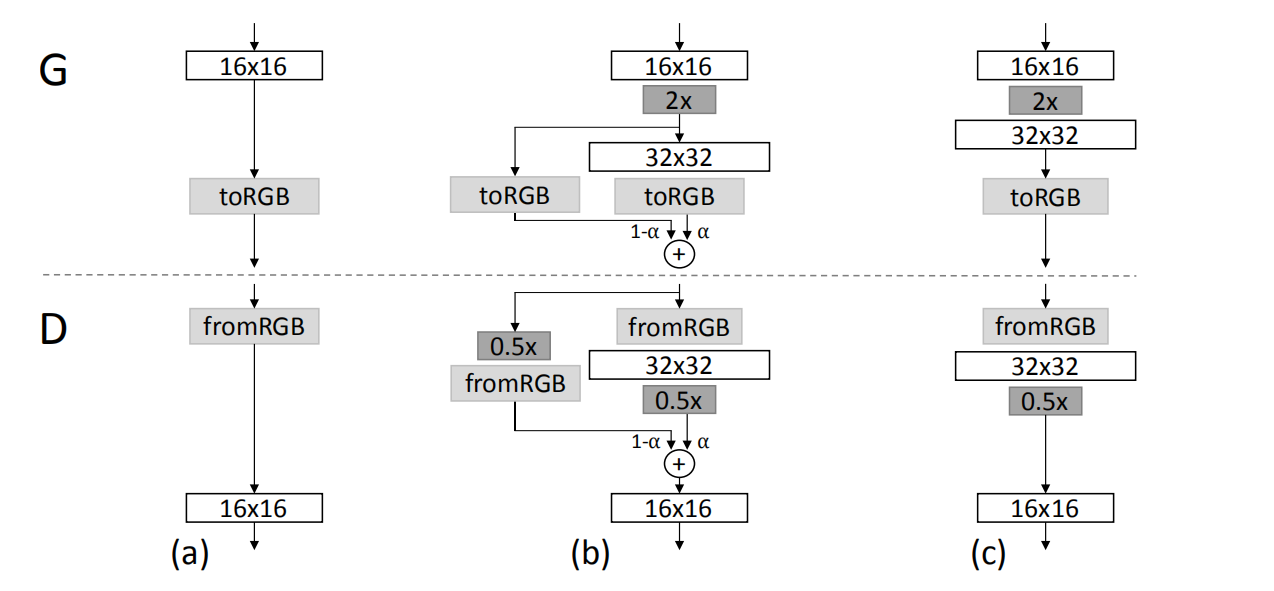 G
16x16
toRGB
16x16
2x
32x32
toRGB
toRGB
1-α
α
+
16x16
2x
32x32
toRGB
D
fromRGB
16x16
0.5x
fromRGB
fromRGB
32x32
0.5x
1-α
α
+
16x16
fromRGB
32x32
0.5x
16x16
(a)
(b)
(c)